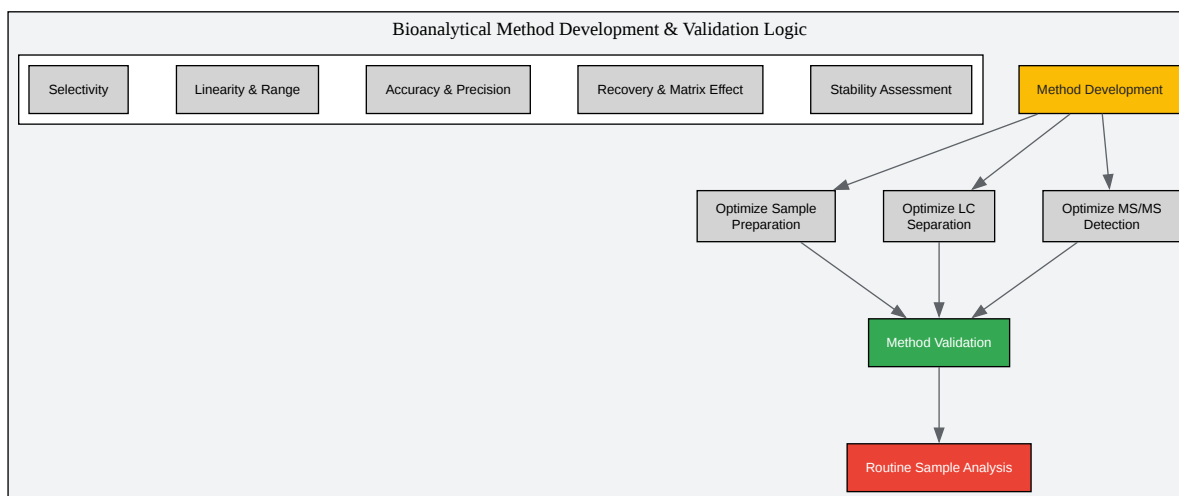 Bioanalytical Method Development & Validation Logic
Selectivity
Linearity & Range
Accuracy & Precision
Recovery & Matrix Effect
Stability Assessment
Method Development
Optimize Sample
Preparation
Optimize LC
Separation
Optimize MS/MS
Detection
Method Validation
Routine Sample Analysis